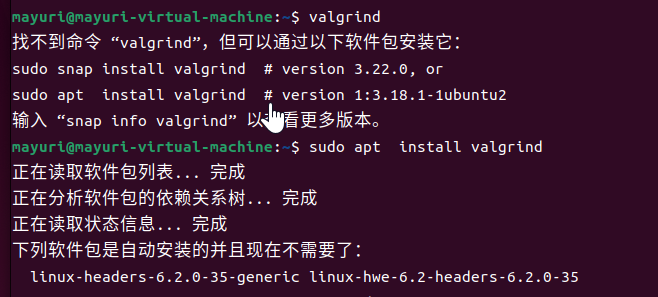 mayuri@mayuri-virtual-machine:~$ valgrind
找不到命令 “valgrind”，但可以通过以下软件包安装它：
sudo snap install valgrind  # version 3.22.0, or
sudo apt  install valgrind  # version 1:3.18.1-1ubuntu2
输入 “snap info valgrind” 以看更多版本。
mayuri@mayuri-virtual-machine:~$ sudo apt  install valgrind
正在读取软件包列表... 完成
正在分析软件包的依赖关系树... 完成
正在读取状态信息... 完成
下列软件包是自动安装的并且现在不需要了：
  linux-headers-6.2.0-35-generic linux-hwe-6.2-headers-6.2.0-35